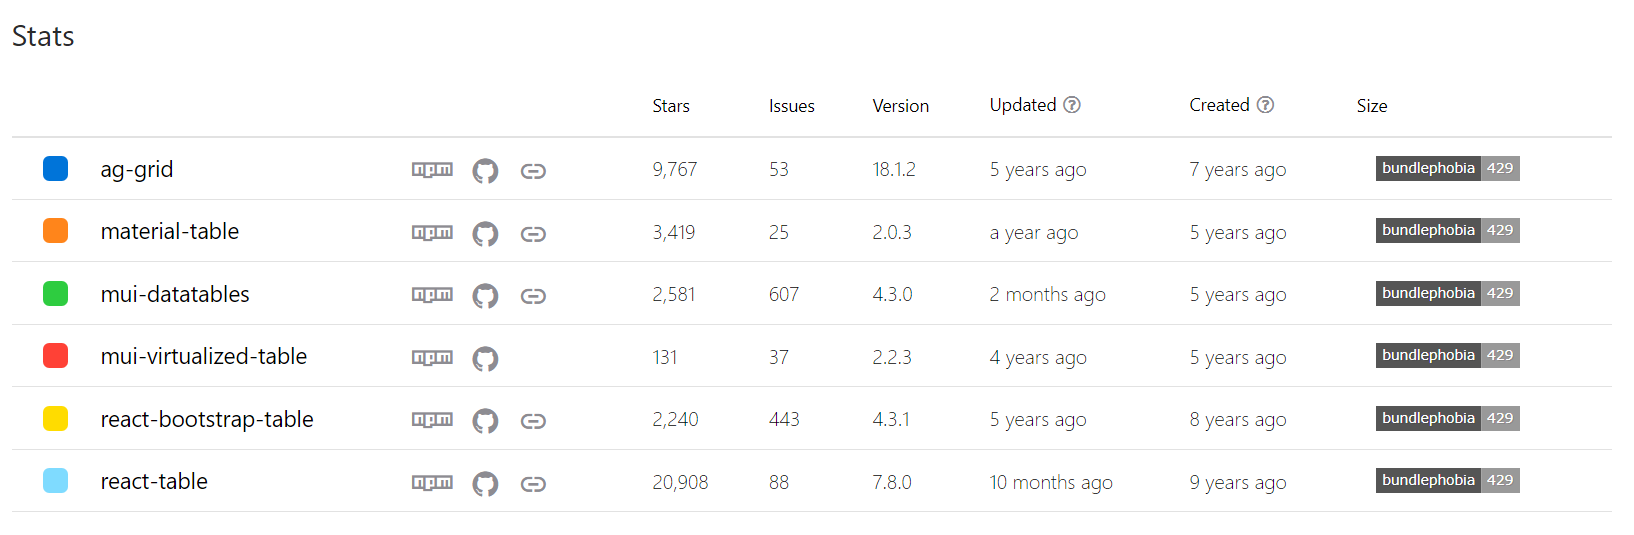 Stats
Stars Issues Version Updated ? Created ? Size
ag-grid npm 9,767 53 18.1.2 5 years ago 7 years ago bundlephobia 429
material-table npm 3,419 25 2.0.3 a year ago 5 years ago bundlephobia 429
mui-datatables npm 2,581 607 4.3.0 2 months ago 5 years ago bundlephobia 429
mui-virtualized-table npm 131 37 2.2.3 4 years ago 5 years ago bundlephobia 429
react-bootstrap-table npm 2,240 443 4.3.1 5 years ago 8 years ago bundlephobia 429
react-table npm 20,908 88 7.8.0 10 months ago 9 years ago bundlephobia 429